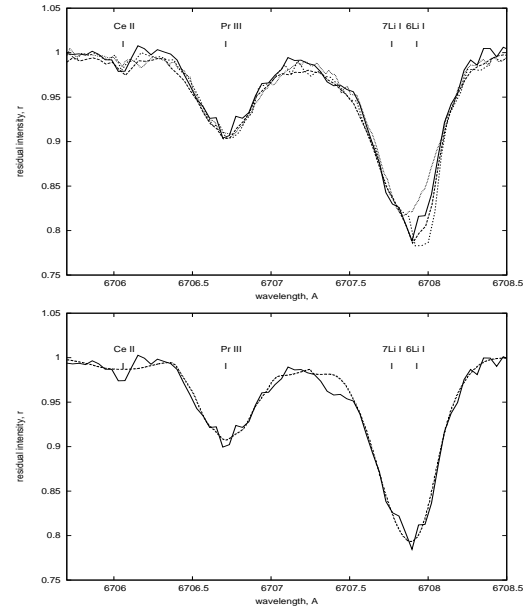 1.05
Ce II
Pr III
7Li I 6Li I
1
0.95
0.9
0.85
0.8
0.75
residual intensity, r
6706
6706.5
6707
6707.5
6708
6708.5
wavelength, A
1.05
Ce II
Pr III
7Li I 6Li I
1
0.95
0.9
0.85
0.8
0.75
residual intensity, r
6706
6706.5
6707
6707.5
6708
6708.5
wavelength, A